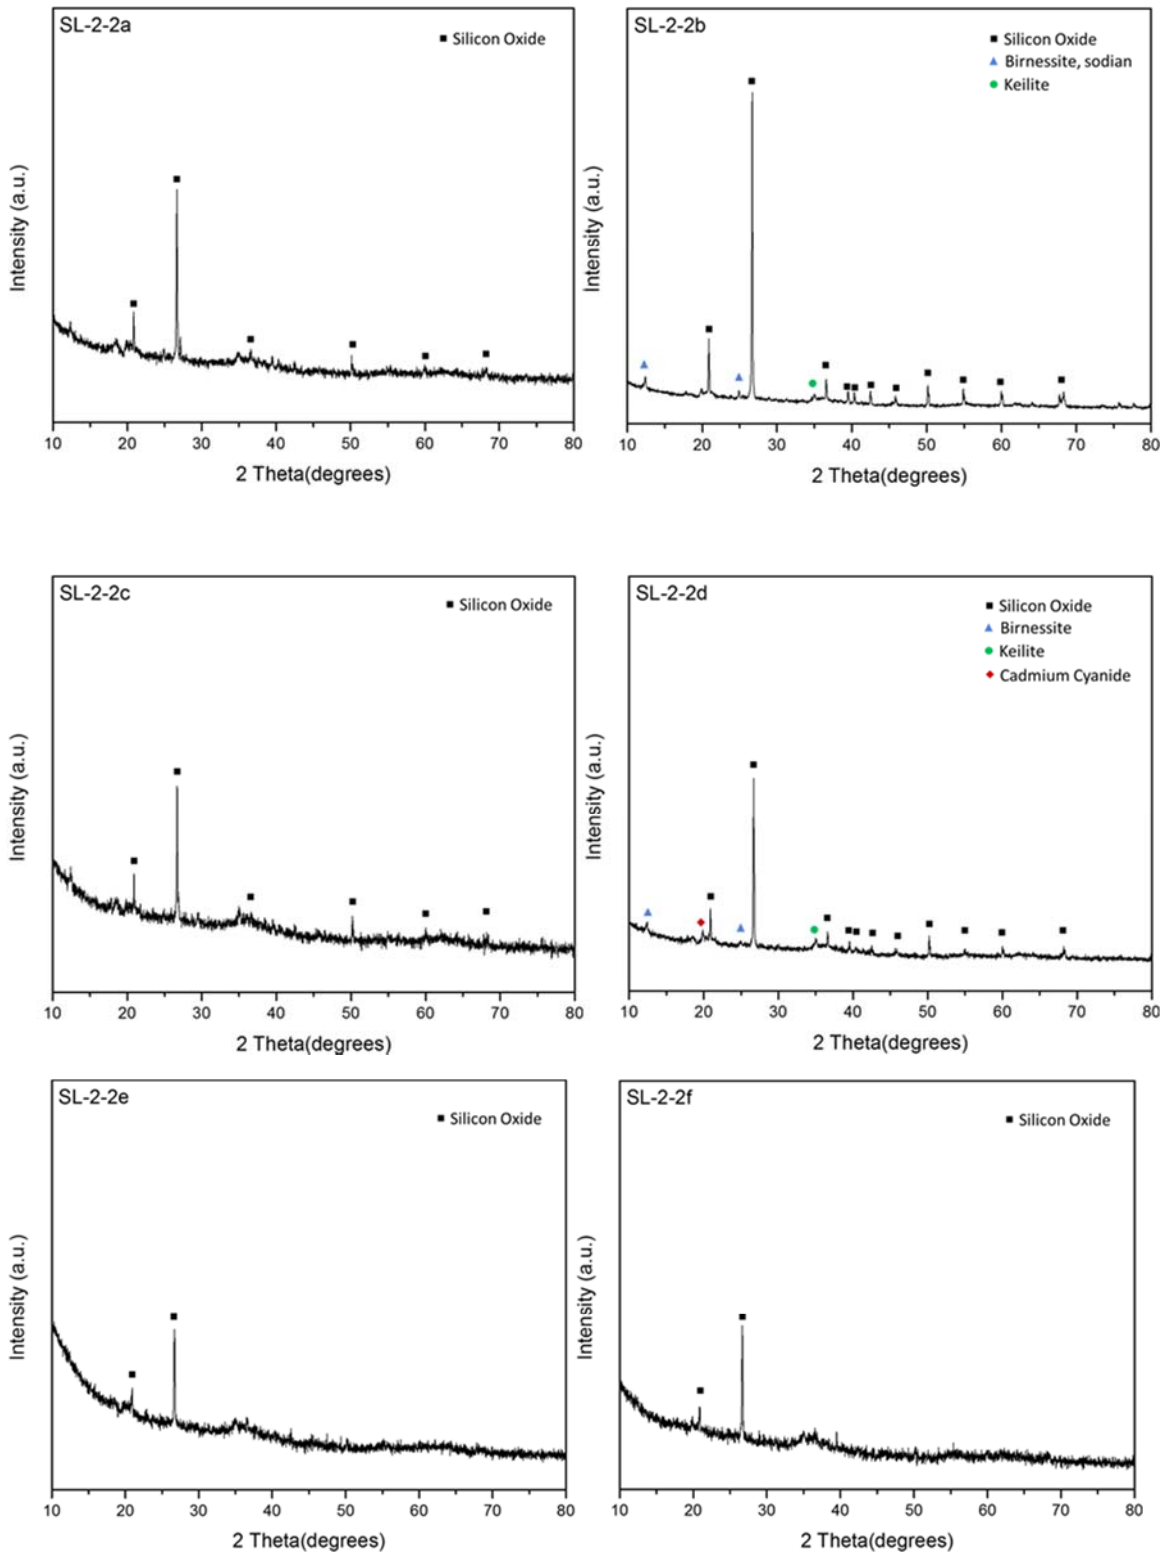 SL-2-2a
Silicon Oxide
Intensity (a.u.)
10 20 30 40 50 60 70 80
2 Theta(degrees)
SL-2-2b
Silicon Oxide
Birnessite, sodian
Keilite
Intensity (a.u.)
10 20 30 40 50 60 70 80
2 Theta(degrees)
SL-2-2c
Silicon Oxide
Intensity (a.u.)
10 20 30 40 50 60 70 80
2 Theta(degrees)
SL-2-2d
Silicon Oxide
Birnessite
Keilite
Cadmium Cyanide
Intensity (a.u.)
10 20 30 40 50 60 70 80
2 Theta(degrees)
SL-2-2e
Silicon Oxide
Intensity (a.u.)
10 20 30 40 50 60 70 80
2 Theta(degrees)
SL-2-2f
Silicon Oxide
Intensity (a.u.)
10 20 30 40 50 60 70 80
2 Theta(degrees)